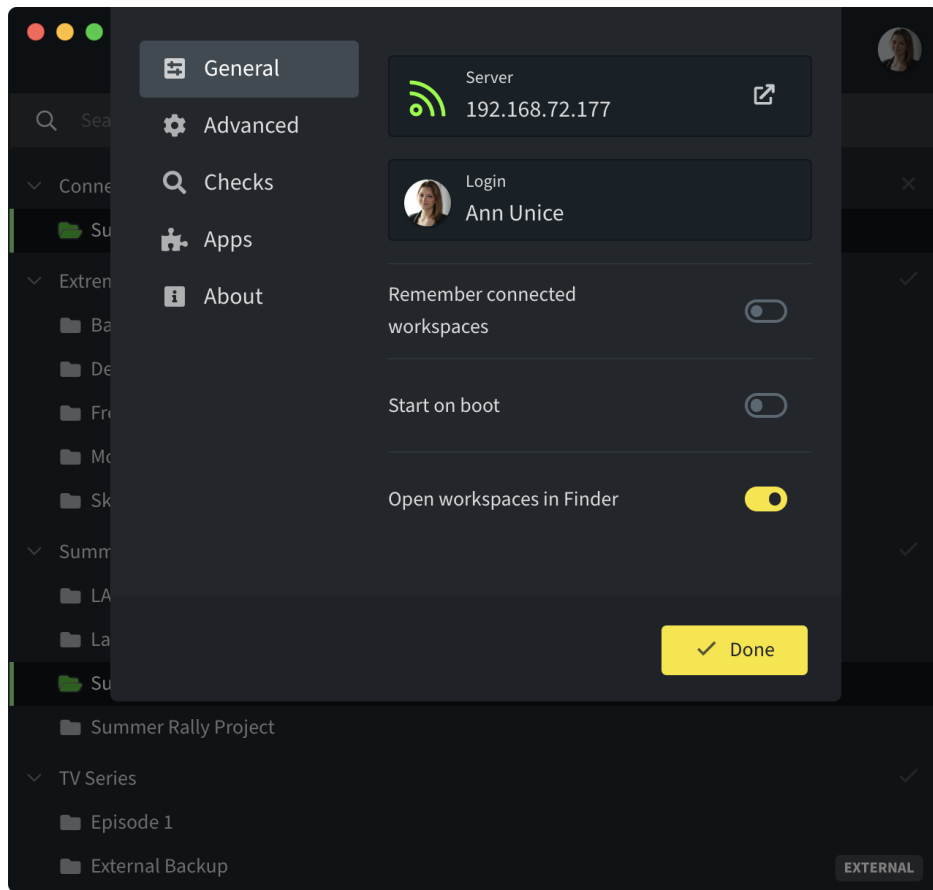 General
Advanced
Checks
Apps
About
Server
192.168.72.177
Login
Ann Unice
Remember connected
workspaces
Start on boot
Open workspaces in Finder
Done
Summer Rally Project
TV Series
Episode 1
External Backup
EXTERNAL